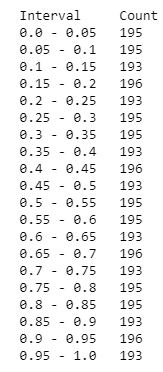 Interval Count
0.0 - 0.05 195
0.05 - 0.1 195
0.1 - 0.15 193
0.15 - 0.2 196
0.2 - 0.25 193
0.25 - 0.3 195
0.3 - 0.35 195
0.35 - 0.4 193
0.4 - 0.45 196
0.45 - 0.5 193
0.5 - 0.55 195
0.55 - 0.6 195
0.6 - 0.65 193
0.65 - 0.7 196
0.7 - 0.75 193
0.75 - 0.8 195
0.8 - 0.85 195
0.85 - 0.9 193
0.9 - 0.95 196
0.95 - 1.0 193